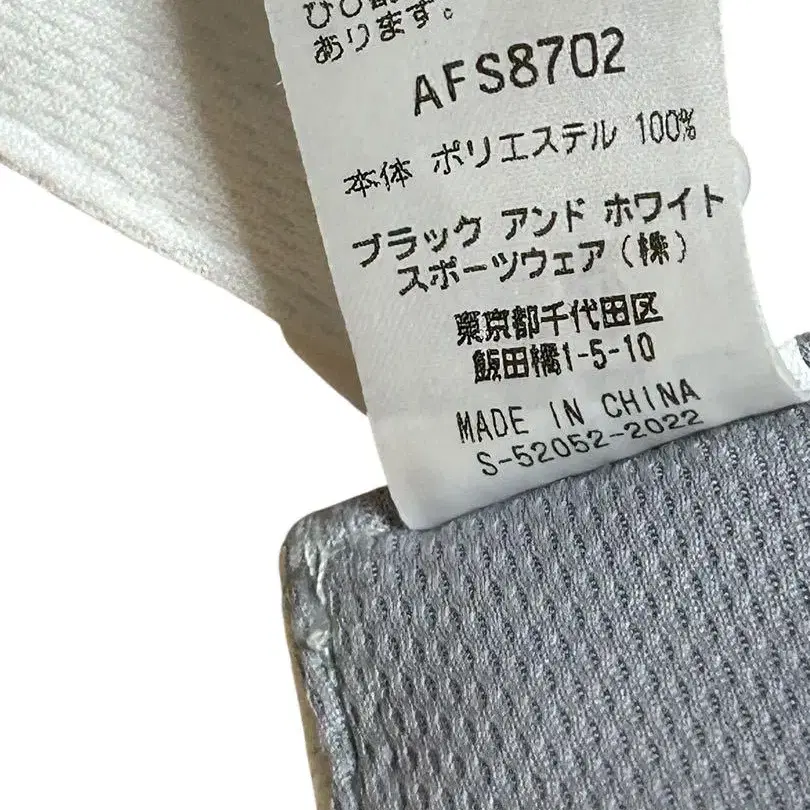 あります。
AFS8702
本体 ポリエステル 100%
ブラック アンド ホワイト
スポーツウェア（株）
東京都千代田区
飯田橋1-5-10
MADE IN CHINA
S-52052-2022